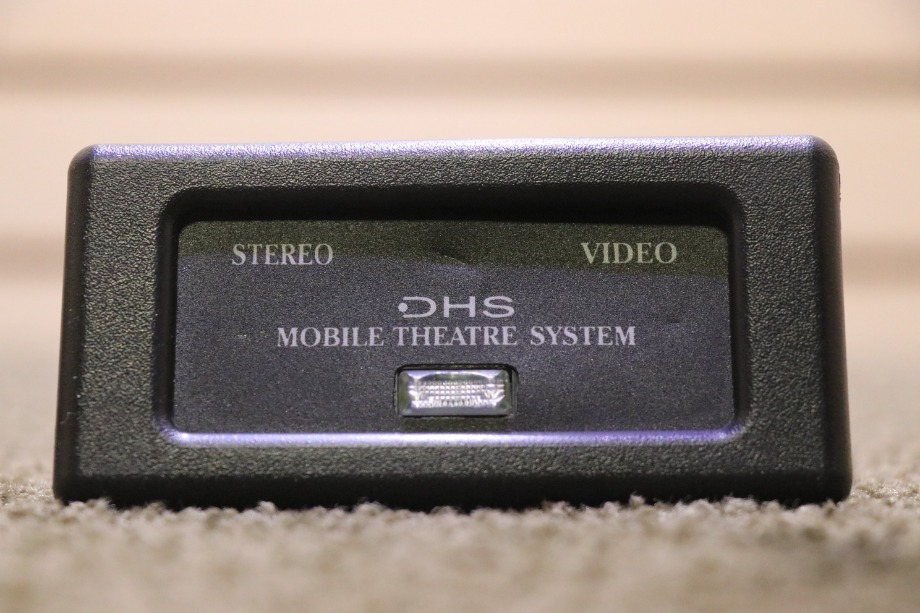 STEREO VIDEO
DHS
MOBILE THEATRE SYSTEM